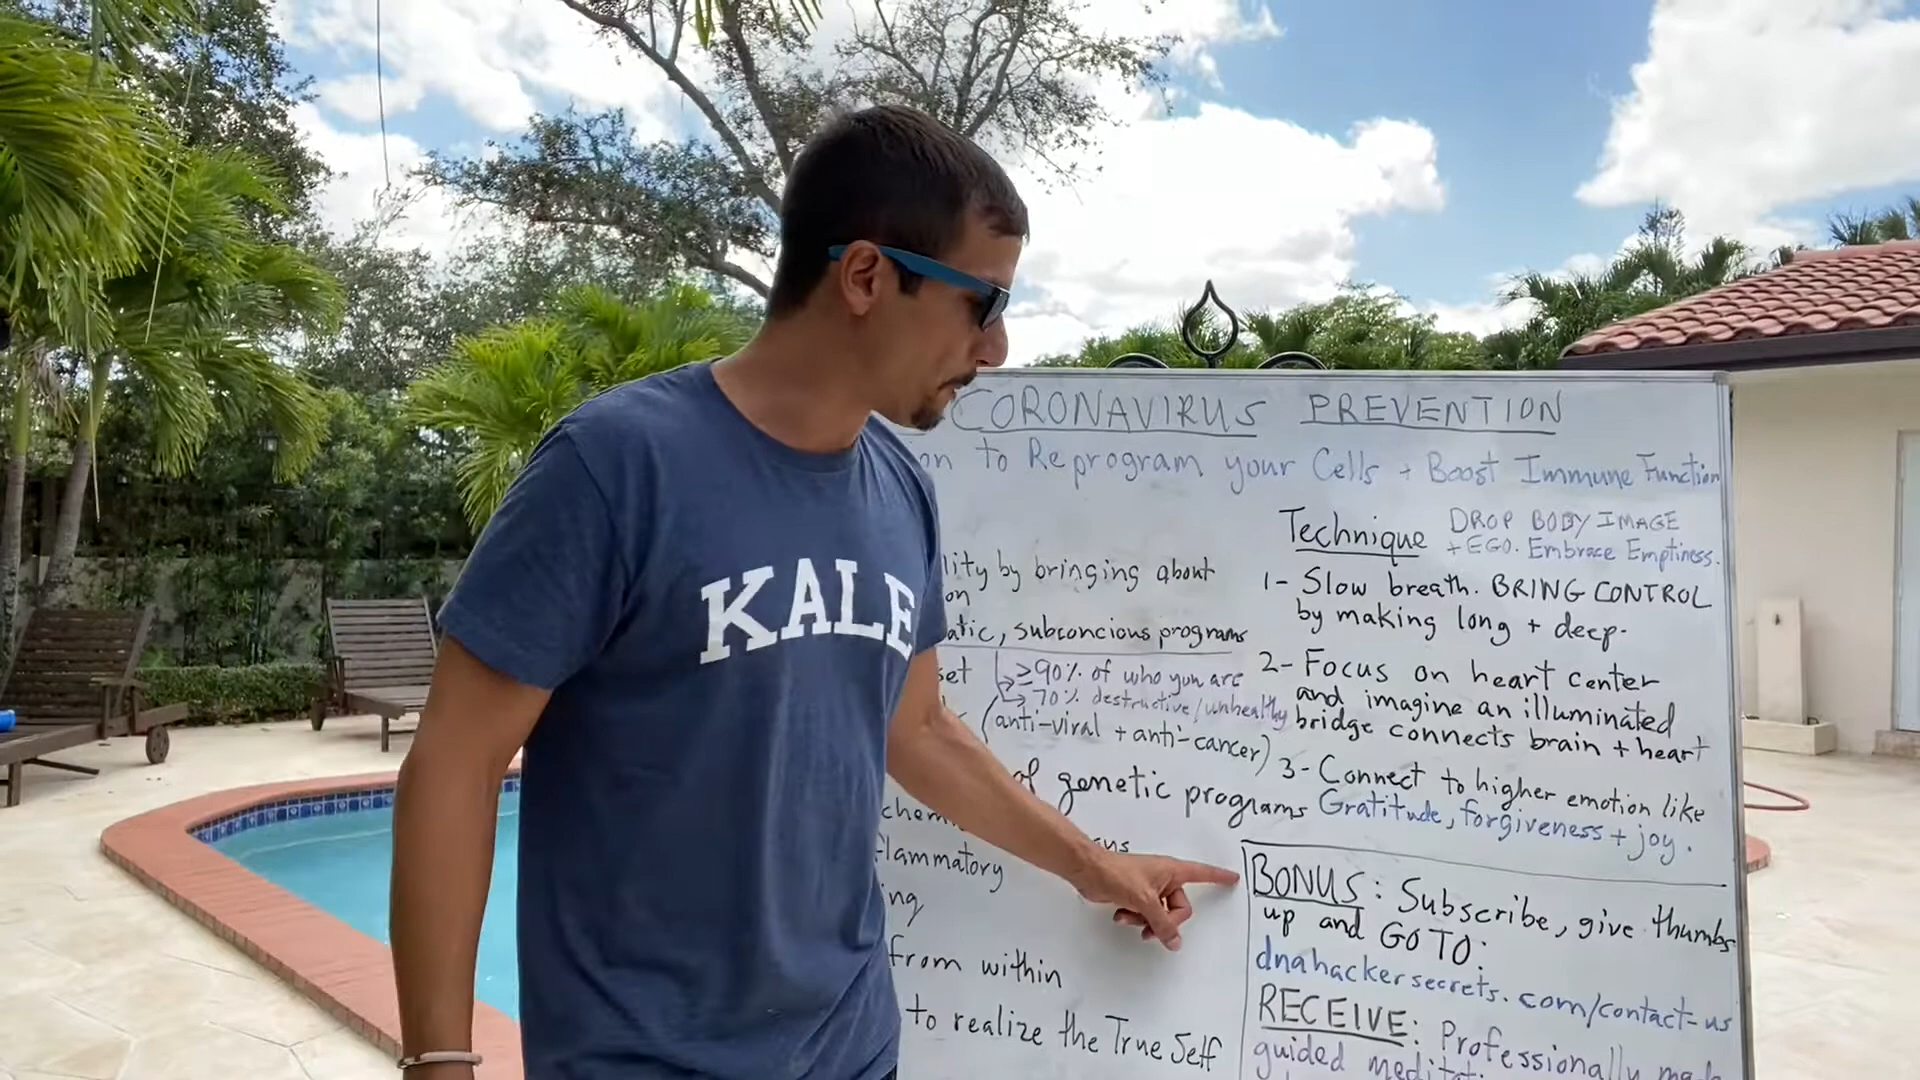 CORONAVIRUS PREVENTION
on to Reprogram your Cells + Boost Immune Function
Technique DROP BODY IMAGE
+ EGO. Embrace Emptiness.
lity by bringing about
on
atic, subconcious programs
set ≥90% of who you are
70% destructive/unhealthy
(anti-viral + anti-cancer)
of genetic programs
chem
flammatory
ing
from within
to realize the True Self
1- Slow breath. BRING CONTROL
by making long + deep.
2- Focus on heart center
and imagine an illuminated
bridge connects brain + heart
3- Connect to higher emotion like
Gratitude, forgiveness + joy.
BONUS: Subscribe, give thumbs
up and GO TO:
dnahackersecrets.com/contact-us
RECEIVE: Professionally made
guided meditat
KALE